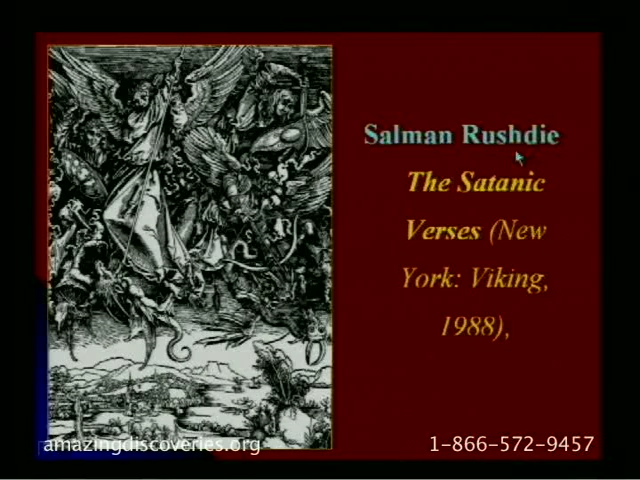 Salman Rushdie
The Satanic
Verses (New
York: Viking,
1988),
amazingdiscoveries.org
1-866-572-9457